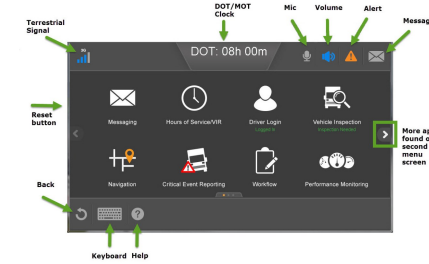 DOT/MOT
Clock
Mic
Volume
Alert
Messag
Terrestrial
Signal
3G
DOT: 08h 00m
Reset
button
Messaging
Hours of Service/VIR
Driver Login
Logged In
Vehicle Inspection
Inspection Needed
More ap
found o
second
menu
screen
Navigation
Critical Event Reporting
Workflow
Performance Monitoring
Back
Keyboard
Help